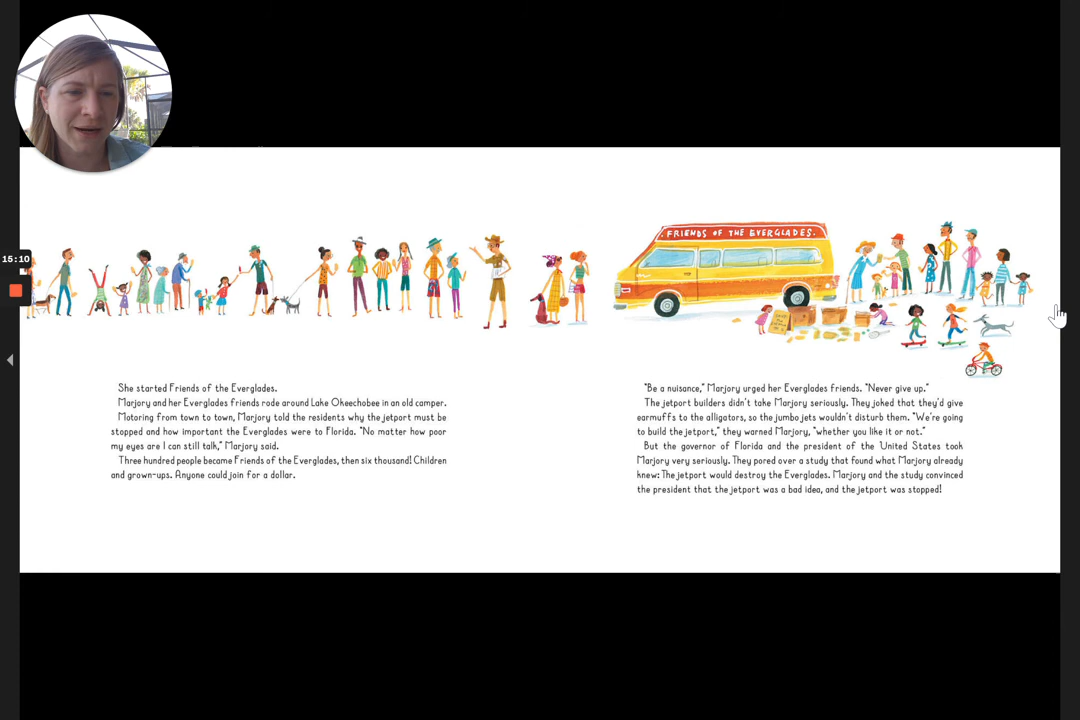 15:10
FRIENDS OF THE EVERGLADES.
She started Friends of the Everglades.
Marjory and her Everglades friends rode around Lake Okeechobee in an old camper.
Motoring from town to town, Marjory told the residents why the jetport must be
stopped and how important the Everglades were to Florida. "No matter how poor
my eyes are I can still talk," Marjory said.
Three hundred people became Friends of the Everglades, then six thousand! Children
and grown-ups. Anyone could join for a dollar.
"Be a nuisance," Marjory urged her Everglades friends. "Never give up."
The jetport builders didn't take Marjory seriously. They joked that they'd give
earmuffs to the alligators, so the jumbo jets wouldn't disturb them. "We're going
to build the jetport," they warned Marjory, "whether you like it or not."
But the governor of Florida and the president of the United States took
Marjory very seriously. They pored over a study that found what Marjory already
knew: The jetport would destroy the Everglades. Marjory and the study convinced
the president that the jetport was a bad idea, and the jetport was stopped!